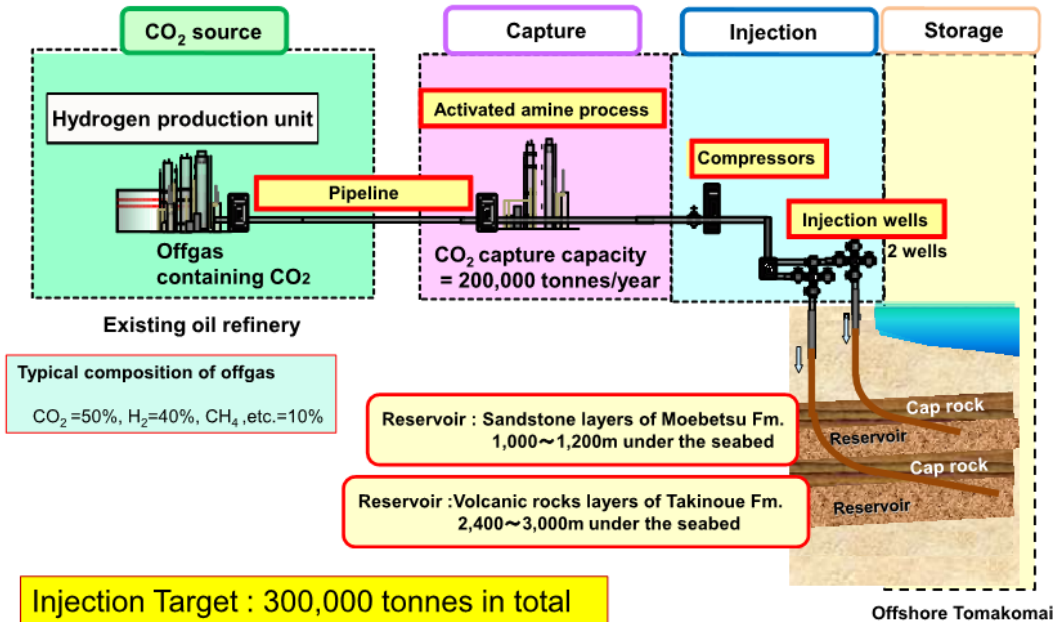 CO₂ source
Capture
Injection
Storage
Hydrogen production unit
Activated amine process
Compressors
Pipeline
Injection wells
2 wells
Offgas
containing CO2
CO₂ capture capacity
= 200,000 tonnes/year
Existing oil refinery
Typical composition of offgas
CO₂ =50%, H₂=40%, CH₄ ,etc.=10%
Reservoir : Sandstone layers of Moebetsu Fm.
1,000～1,200m under the seabed
Cap rock
Reservoir
Cap rock
Reservoir :Volcanic rocks layers of Takinoue Fm.
2,400～3,000m under the seabed
Reservoir
Injection Target : 300,000 tonnes in total
Offshore Tomakomai